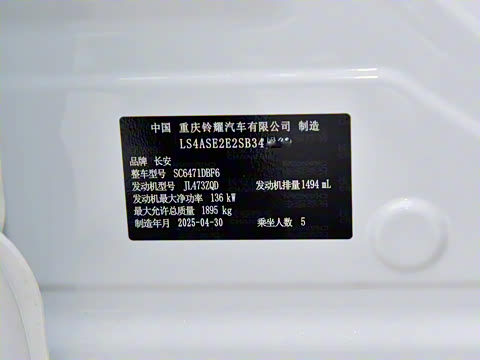 中国 重庆铃耀汽车有限公司 制造
LS4ASE2E2SB34
品牌 长安
整车型号 SC6471DBF6
发动机型号 JL473ZQD 发动机排量 1494 mL
发动机最大净功率 136 kW
最大允许总质量 1895 kg
制造年月 2025-04-30 乘坐人数 5